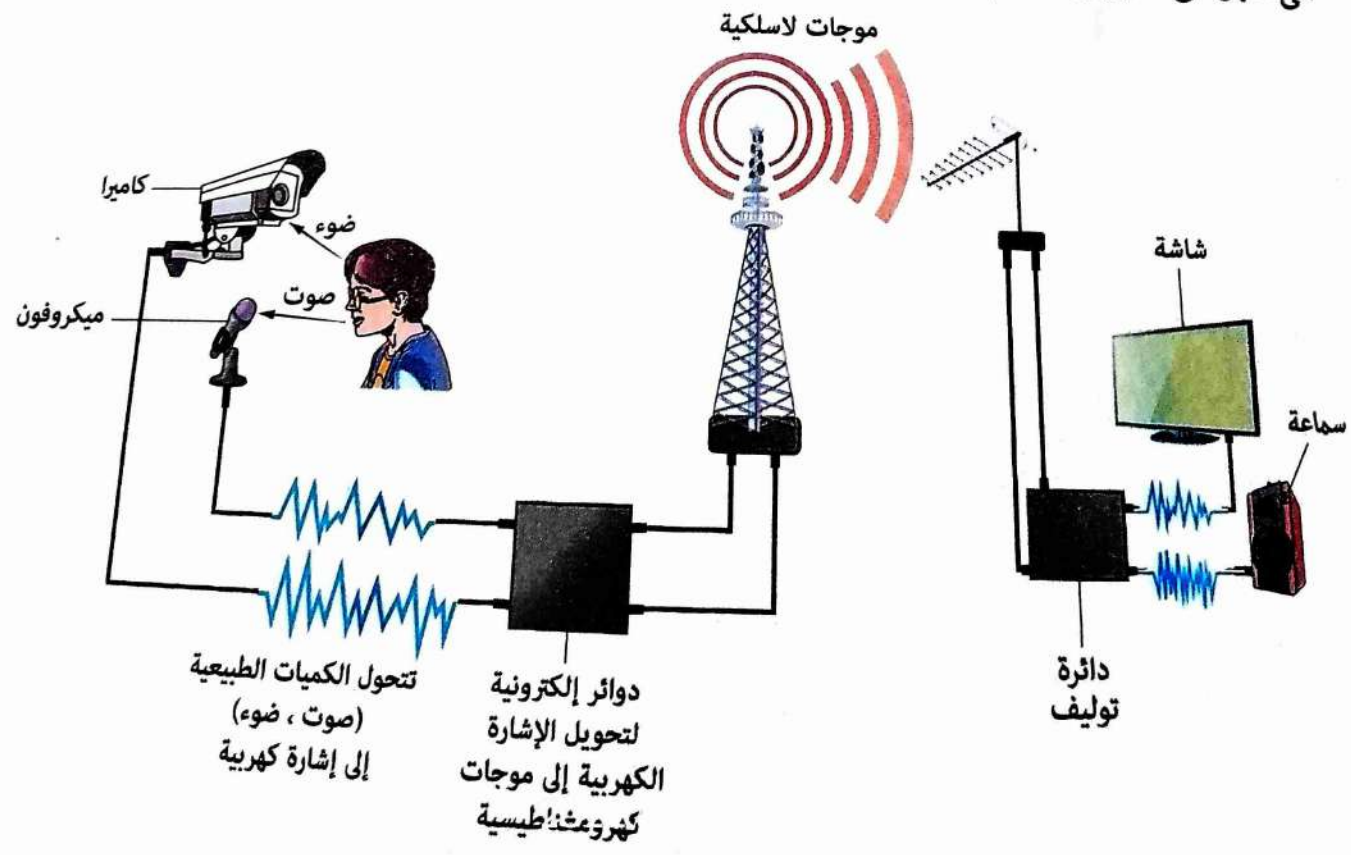 موجات لاسلكية
كاميرا
ضوء
صوت
ميكروفون
شاشة
سماعة
تتحول الكميات الطبيعية
(صوت ، ضوء)
إلى إشارة كهربية
دوائر إلكترونية
لتحويل الإشارة
الكهربية إلى موجات
كهرومغناطيسية
دائرة
توليف